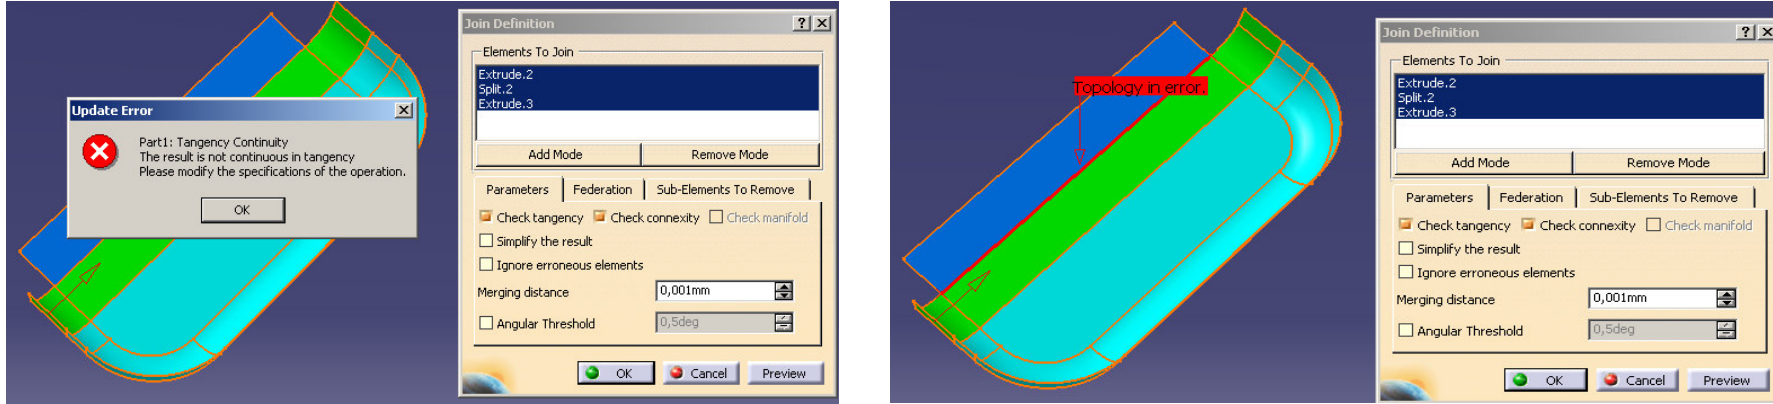 Join Definition
? X
Elements To Join
Extrude.2
Split.2
Extrude.3
Add Mode Remove Mode
Parameters Federation Sub-Elements To Remove
Check tangency Check connexity Check manifold
Simplify the result
Ignore erroneous elements
Merging distance 0,001mm
Angular Threshold 0,5deg
OK Cancel Preview
Update Error
Part1: Tangency Continuity
The result is not continuous in tangency
Please modify the specifications of the operation.
OK
Join Definition
? X
Elements To Join
Extrude.2
Split.2
Extrude.3
Add Mode Remove Mode
Parameters Federation Sub-Elements To Remove
Check tangency Check connexity Check manifold
Simplify the result
Ignore erroneous elements
Merging distance 0,001mm
Angular Threshold 0,5deg
OK Cancel Preview
Topology in error.